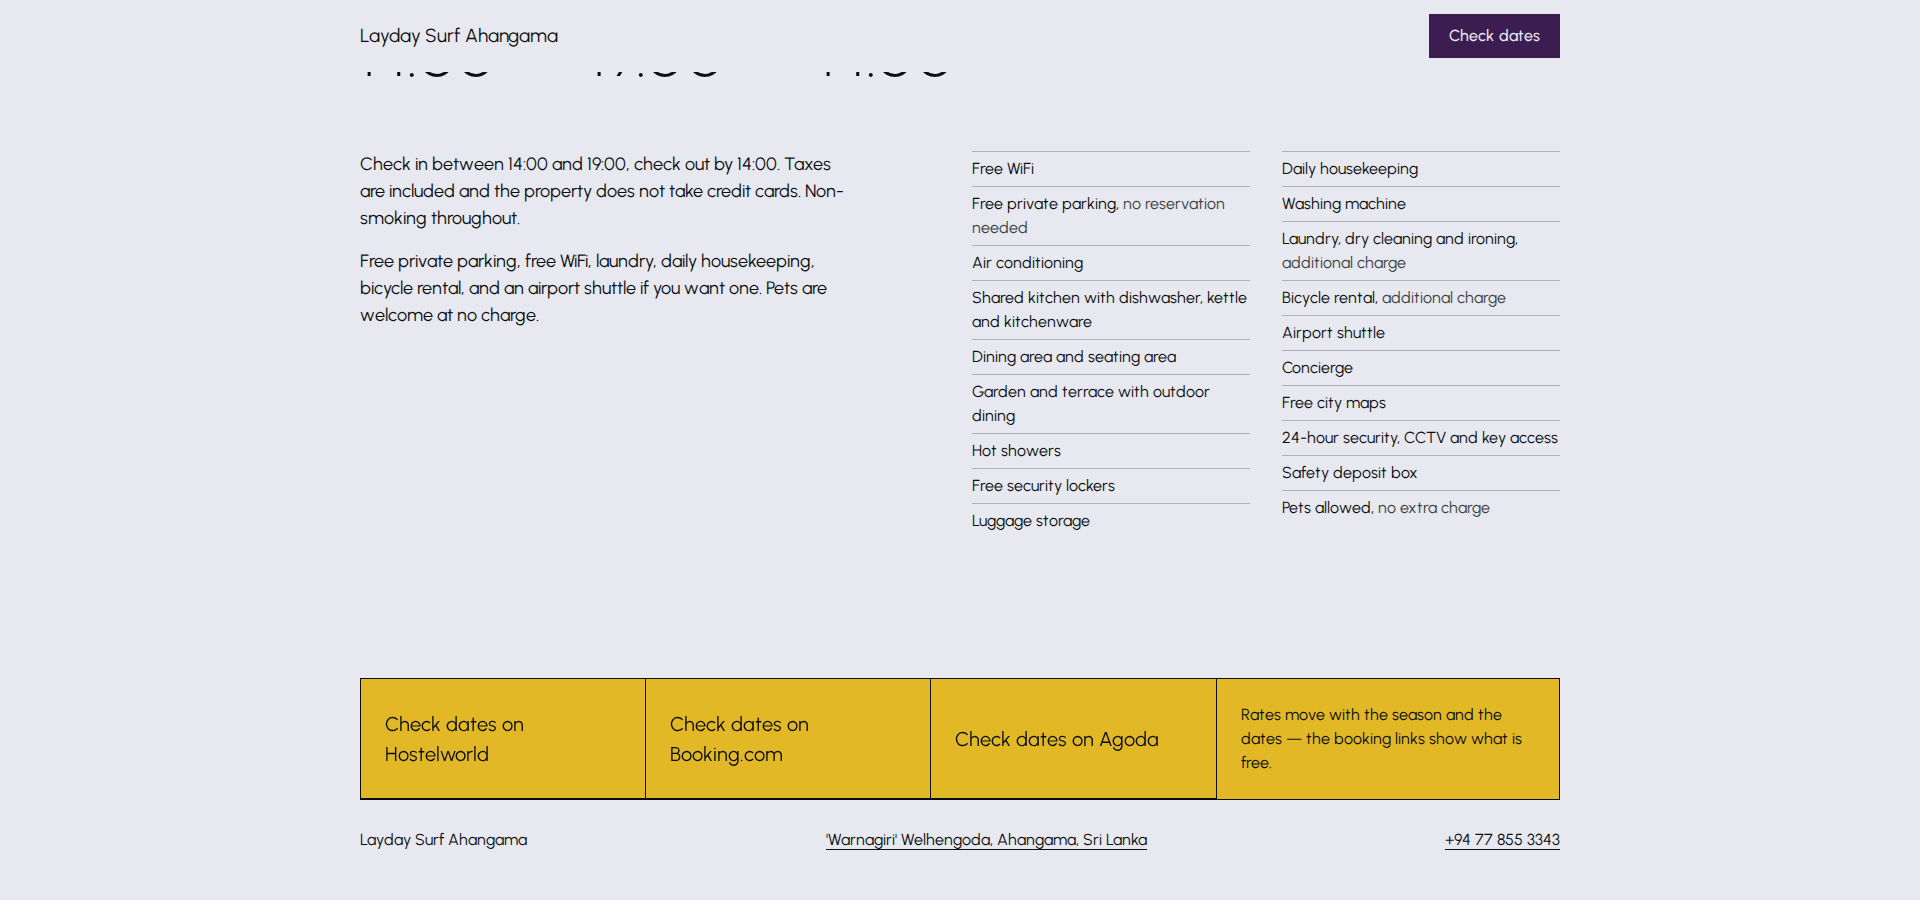 Layday Surf Ahangama
Check dates
Check in between 14:00 and 19:00, check out by 14:00. Taxes
are included and the property does not take credit cards. Non-
smoking throughout.
Free private parking, free WiFi, laundry, daily housekeeping,
bicycle rental, and an airport shuttle if you want one. Pets are
welcome at no charge.
Free WiFi
Free private parking, no reservation
needed
Air conditioning
Shared kitchen with dishwasher, kettle
and kitchenware
Dining area and seating area
Garden and terrace with outdoor
dining
Hot showers
Free security lockers
Luggage storage
Daily housekeeping
Washing machine
Laundry, dry cleaning and ironing,
additional charge
Bicycle rental, additional charge
Airport shuttle
Concierge
Free city maps
24-hour security, CCTV and key access
Safety deposit box
Pets allowed, no extra charge
Check dates on
Hostelworld
Check dates on
Booking.com
Check dates on Agoda
Rates move with the season and the
dates — the booking links show what is
free.
Layday Surf Ahangama
'Warnagiri' Welhengoda, Ahangama, Sri Lanka
+94 77 855 3343